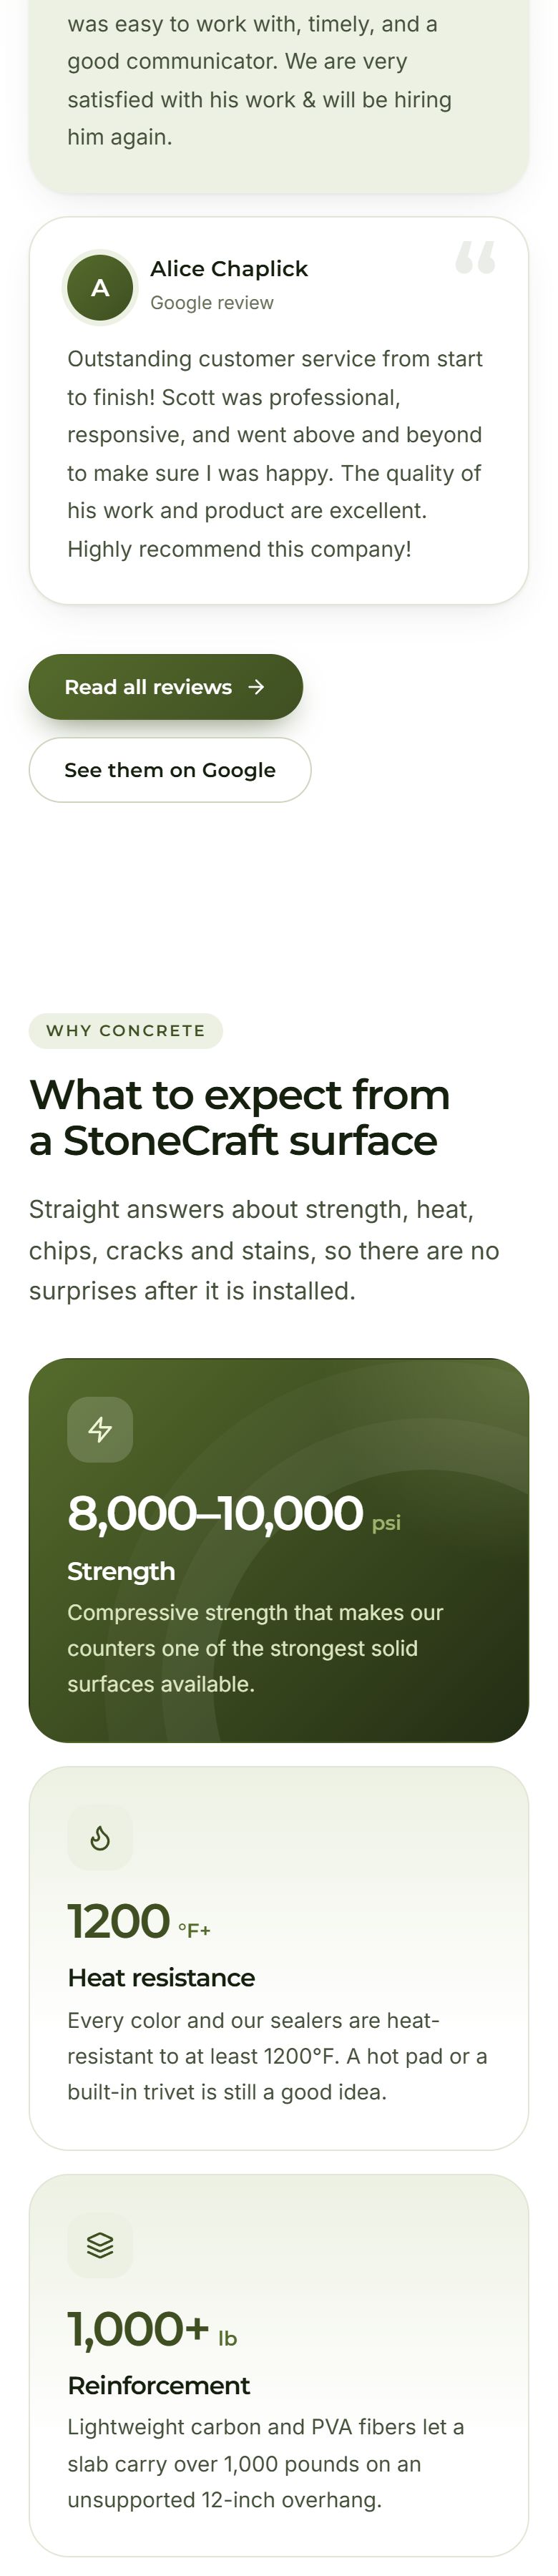 was easy to work with, timely, and a
good communicator. We are very
satisfied with his work & will be hiring
him again.
A
Alice Chaplick
Google review
“
Outstanding customer service from start
to finish! Scott was professional,
responsive, and went above and beyond
to make sure I was happy. The quality of
his work and product are excellent.
Highly recommend this company!
Read all reviews →
See them on Google
WHY CONCRETE
What to expect from
a StoneCraft surface
Straight answers about strength, heat,
chips, cracks and stains, so there are no
surprises after it is installed.
8,000–10,000 psi
Strength
Compressive strength that makes our
counters one of the strongest solid
surfaces available.
1200 °F+
Heat resistance
Every color and our sealers are heat-
resistant to at least 1200°F. A hot pad or a
built-in trivet is still a good idea.
1,000+ lb
Reinforcement
Lightweight carbon and PVA fibers let a
slab carry over 1,000 pounds on an
unsupported 12-inch overhang.